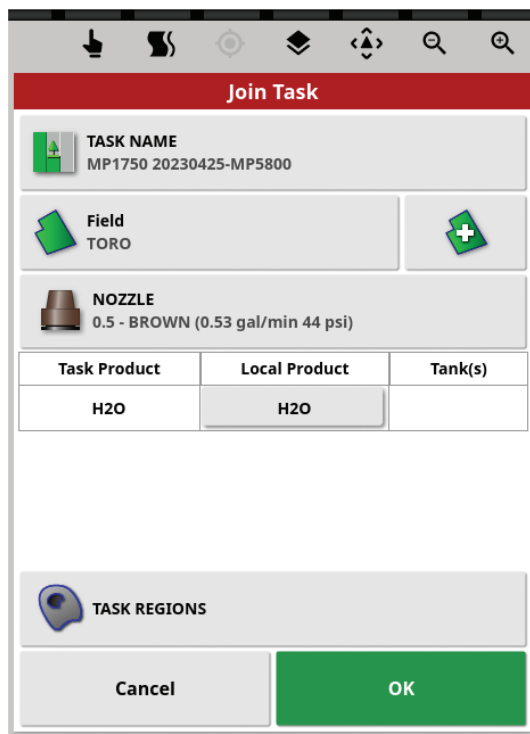 Join Task
TASK NAME
MP1750 20230425-MP5800
Field
TORO
NOZZLE
0.5 - BROWN (0.53 gal/min 44 psi)
Task Product Local Product Tank(s)
H2O H2O
TASK REGIONS
Cancel OK